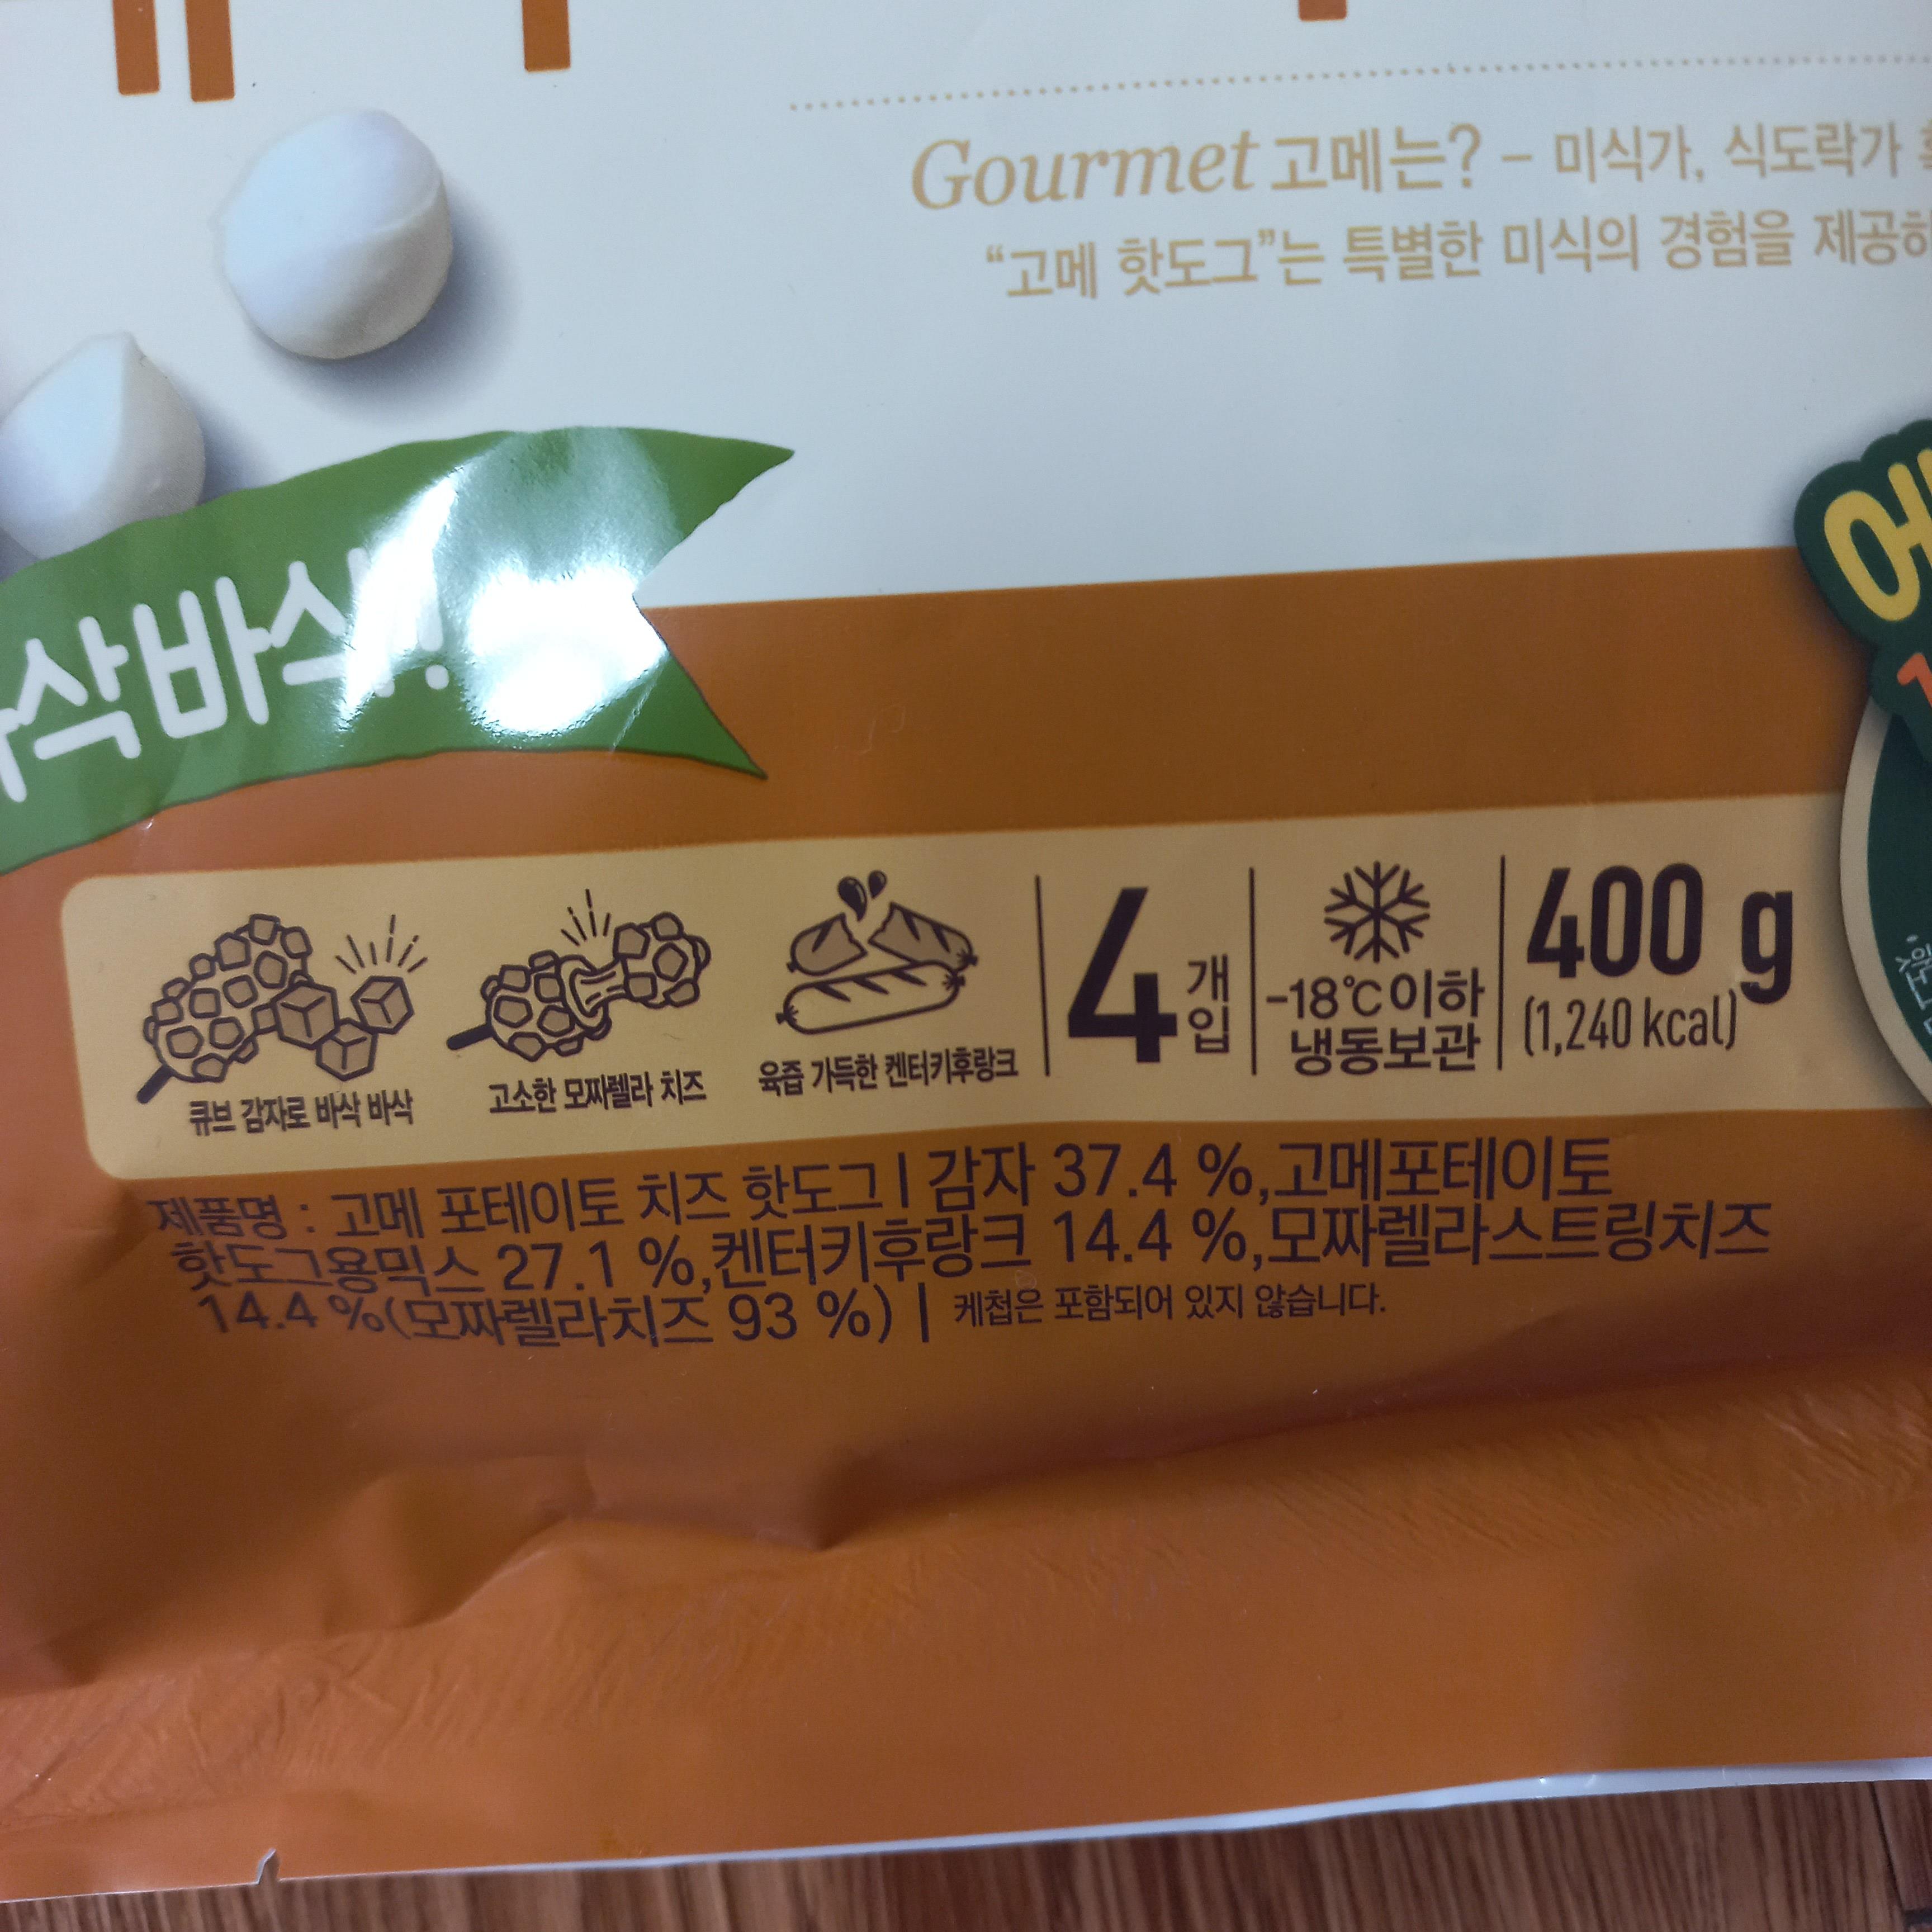 Gourmet 고메는? - 미식가, 식도락가
“고메 핫도그”는 특별한 미식의 경험을 제공하
바삭!
큐브 감자로 바삭 바삭
고소한 모짜렐라 치즈
육즙 가득한 켄터키후랑크
4개입
-18℃이하
냉동보관
400 g
(1,240 kcal)
제품명 : 고메 포테이토 치즈 핫도그 | 감자 37.4 %,고메포테이토
핫도그용믹스 27.1 %,켄터키후랑크 14.4 %,모짜렐라스트링치즈
14.4 %(모짜렐라치즈 93 %) | 케첩은 포함되어 있지 않습니다.